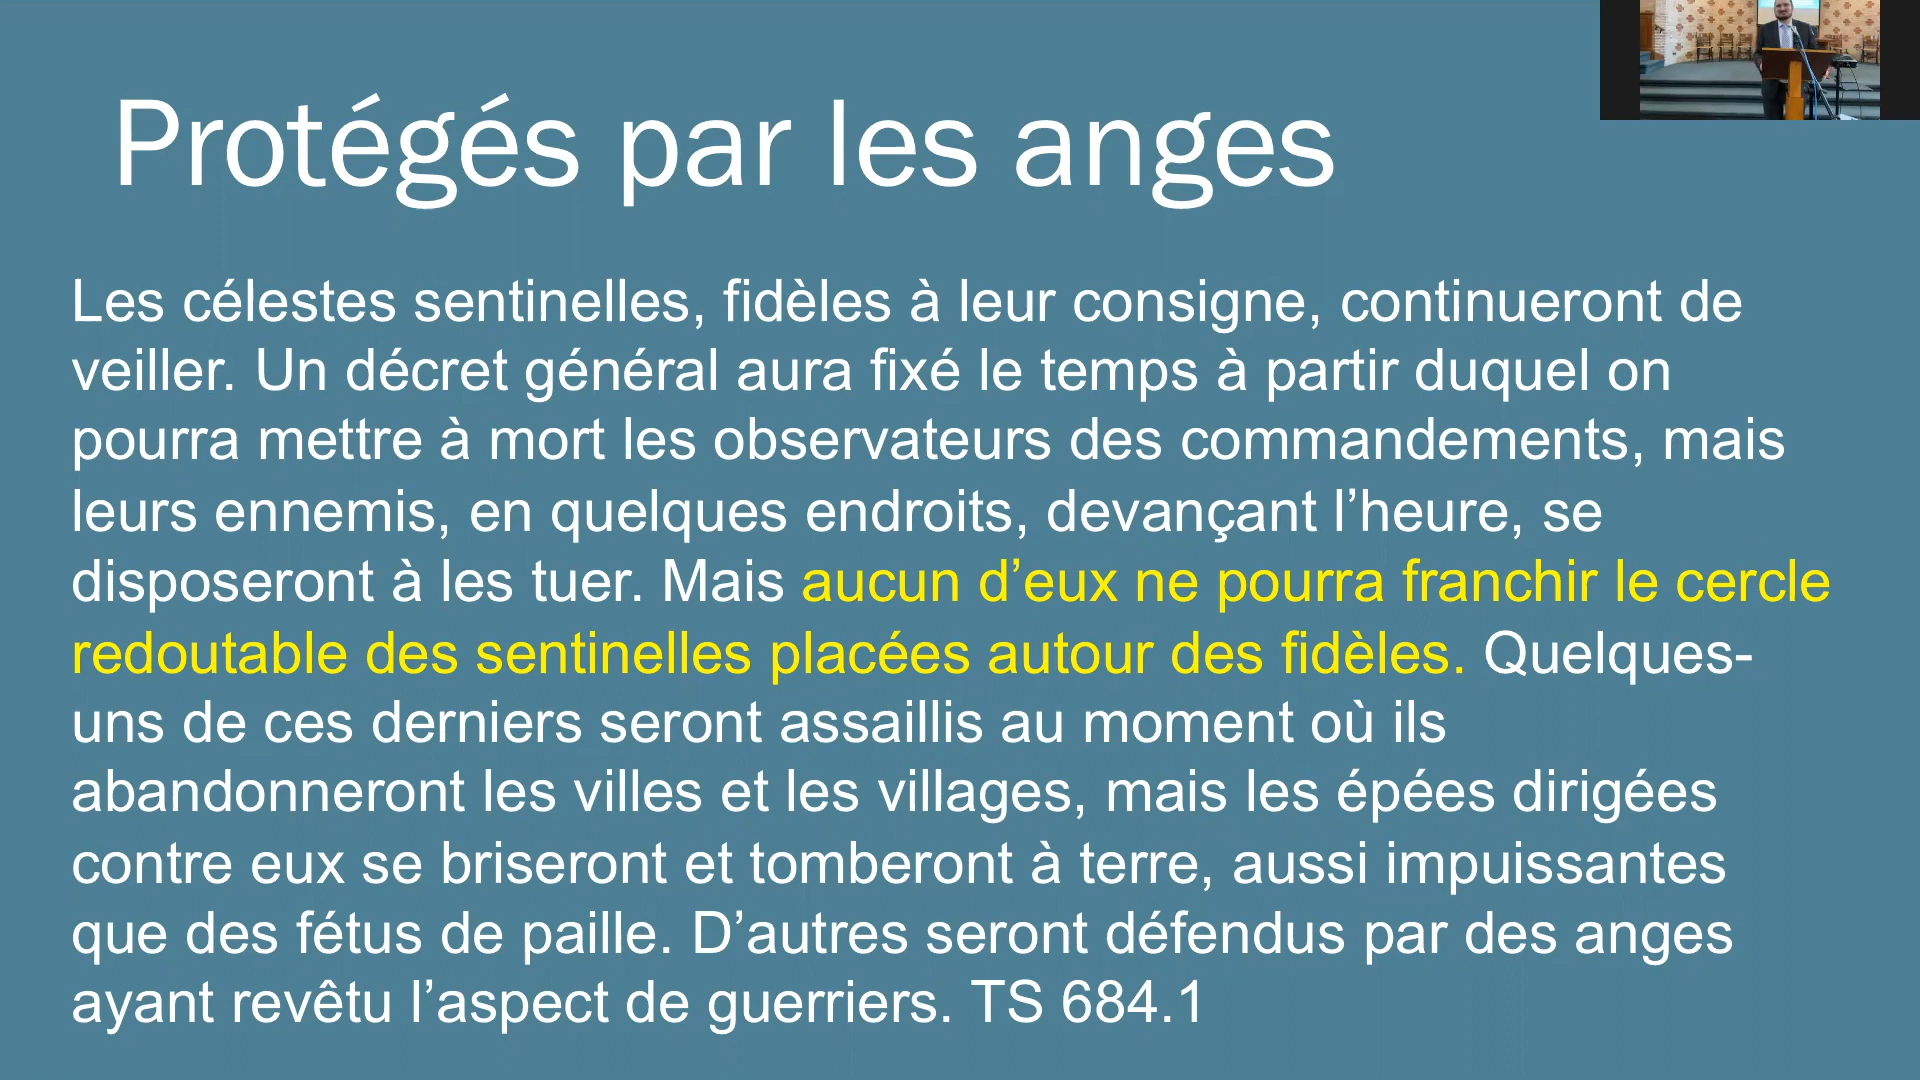 Protégés par les anges
Les célestes sentinelles, fidèles à leur consigne, continueront de
veiller. Un décret général aura fixé le temps à partir duquel on
pourra mettre à mort les observateurs des commandements, mais
leurs ennemis, en quelques endroits, devançant l’heure, se
disposeront à les tuer. Mais aucun d’eux ne pourra franchir le cercle
redoutable des sentinelles placées autour des fidèles. Quelques-
uns de ces derniers seront assaillis au moment où ils
abandonneront les villes et les villages, mais les épées dirigées
contre eux se briseront et tomberont à terre, aussi impuissantes
que des fétus de paille. D’autres seront défendus par des anges
ayant revêtu l’aspect de guerriers. TS 684.1